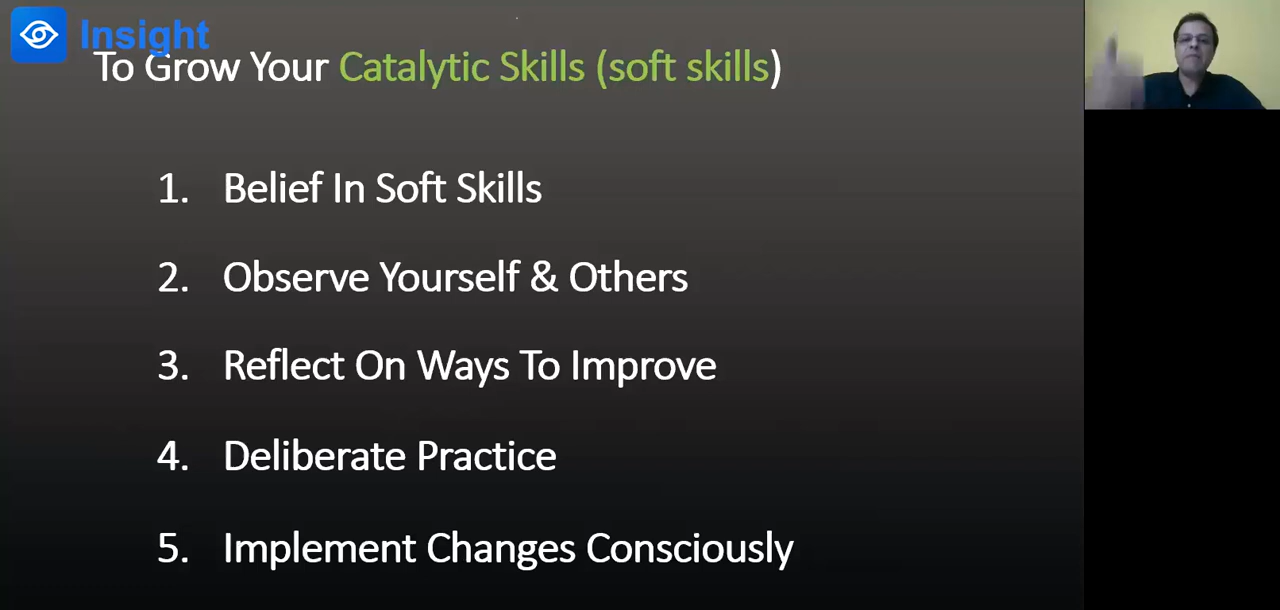 Insight
To Grow Your Catalytic Skills (soft skills)
1. Belief In Soft Skills
2. Observe Yourself & Others
3. Reflect On Ways To Improve
4. Deliberate Practice
5. Implement Changes Consciously